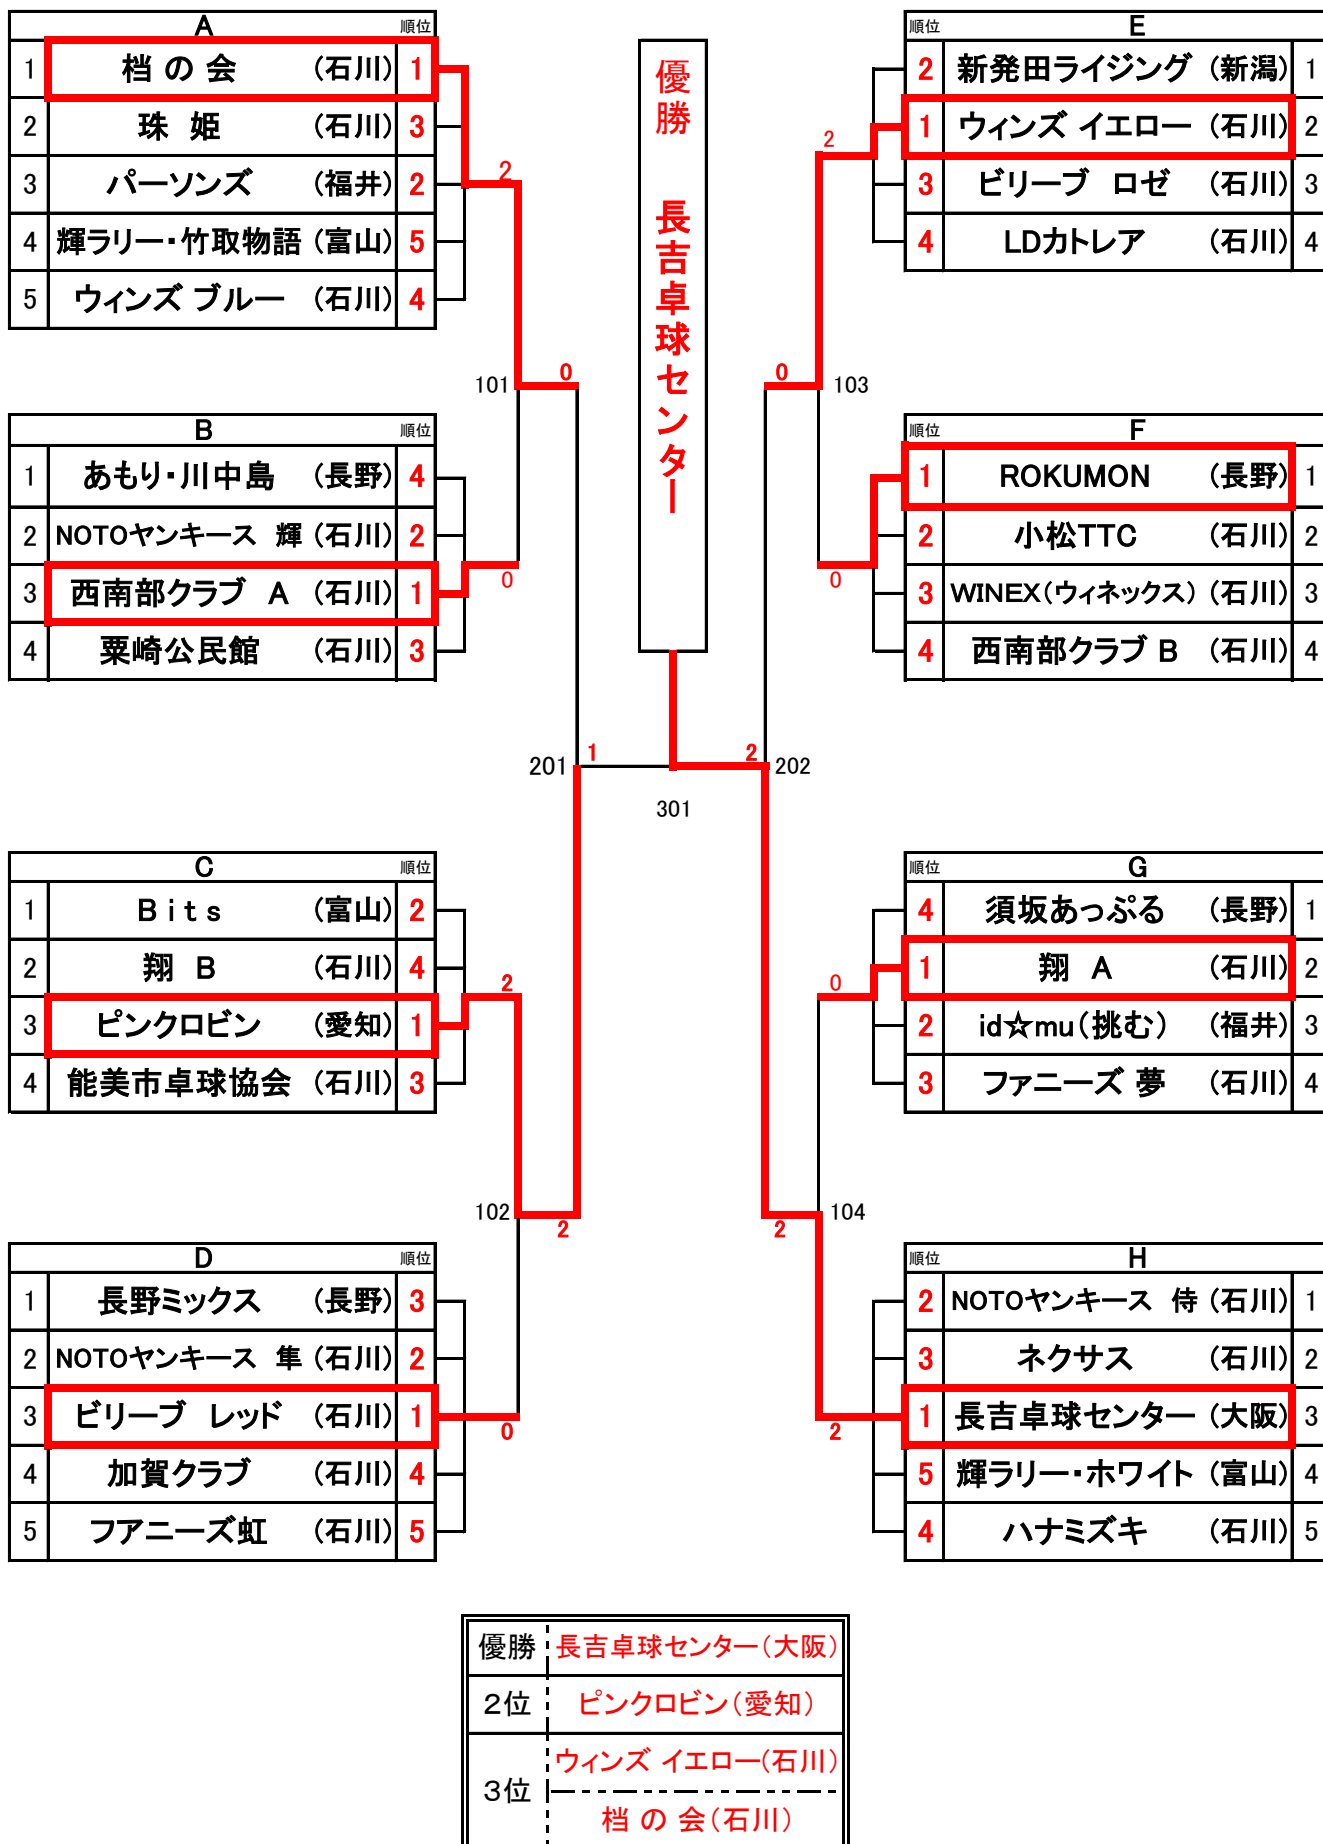 A 順位
1 档 の 会 (石川) 1
2 珠 姫 (石川) 3
3 パーソンズ (福井) 2
4 輝ラリー・竹取物語 (富山) 5
5 ウィンズ ブルー (石川) 4
B 順位
1 あもり・川中島 (長野) 4
2 NOTOヤンキース 輝 (石川) 2
3 西南部クラブ A (石川) 1
4 粟崎公民館 (石川) 3
C 順位
1 Bits (富山) 2
2 翔 B (石川) 4
3 ピンクロビン (愛知) 1
4 能美市卓球協会 (石川) 3
D 順位
1 長野ミックス (長野) 3
2 NOTOヤンキース 隼 (石川) 2
3 ビリーブ レッド (石川) 1
4 加賀クラブ (石川) 4
5 フアニーズ虹 (石川) 5
2
101
0
0
2
102
2
0
201
1
優勝 長吉卓球センター
301
2
202
2
0
103
0
0
104
2
2
順位 E
2 新発田ライジング (新潟) 1
1 ウィンズ イエロー (石川) 2
3 ビリーブ ロゼ (石川) 3
4 LDカトレア (石川) 4
順位 F
1 ROKUMON (長野) 1
2 小松TTC (石川) 2
3 WINEX(ウィネックス) (石川) 3
4 西南部クラブ B (石川) 4
順位 G
4 須坂あっぷる (長野) 1
1 翔 A (石川) 2
2 id☆mu(挑む) (福井) 3
3 ファニーズ 夢 (石川) 4
順位 H
2 NOTOヤンキース 侍 (石川) 1
3 ネクサス (石川) 2
1 長吉卓球センター (大阪) 3
5 輝ラリー・ホワイト (富山) 4
4 ハナミズキ (石川) 5
優勝 長吉卓球センター(大阪)
2位 ピンクロビン(愛知)
3位 ウィンズ イエロー(石川)
档 の 会(石川)